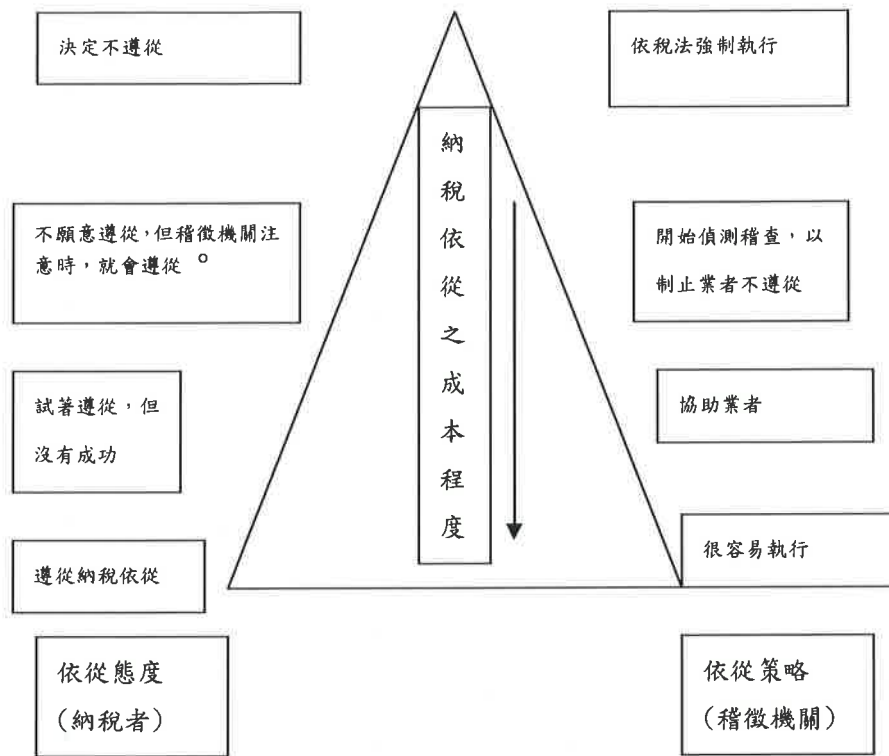 決定不遵從
依稅法強制執行
納稅依從之成本程度
不願意遵從,但稽徵機關注
意時,就會遵從。
開始偵測稽查,以
制止業者不遵從
試著遵從,但
沒有成功
協助業者
遵從納稅依從
很容易執行
依從態度
(納稅者)
依從策略
(稽徵機關)